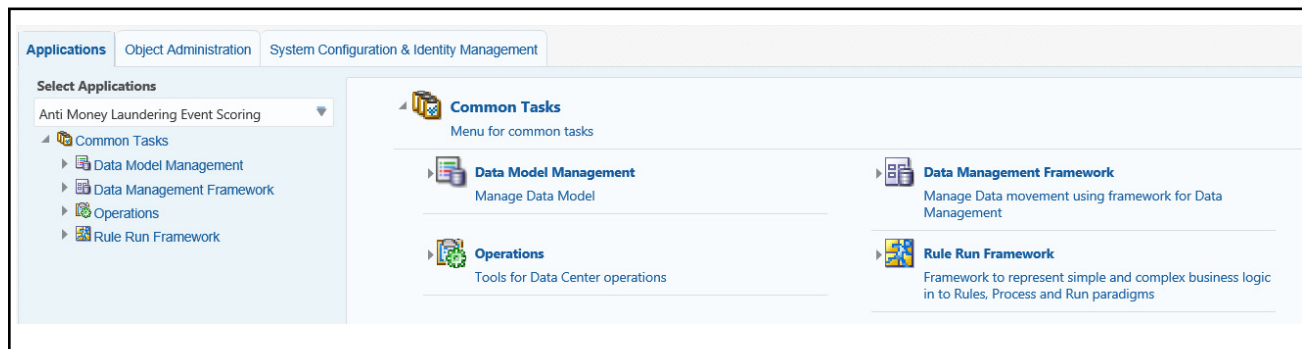 Applications
Object Administration
System Configuration & Identity Management
Select Applications
Anti Money Laundering Event Scoring
Common Tasks
Data Model Management
Data Management Framework
Operations
Rule Run Framework
Common Tasks
Menu for common tasks
Data Model Management
Manage Data Model
Data Management Framework
Manage Data movement using framework for Data
Management
Operations
Tools for Data Center operations
Rule Run Framework
Framework to represent simple and complex business logic
in to Rules, Process and Run paradigms